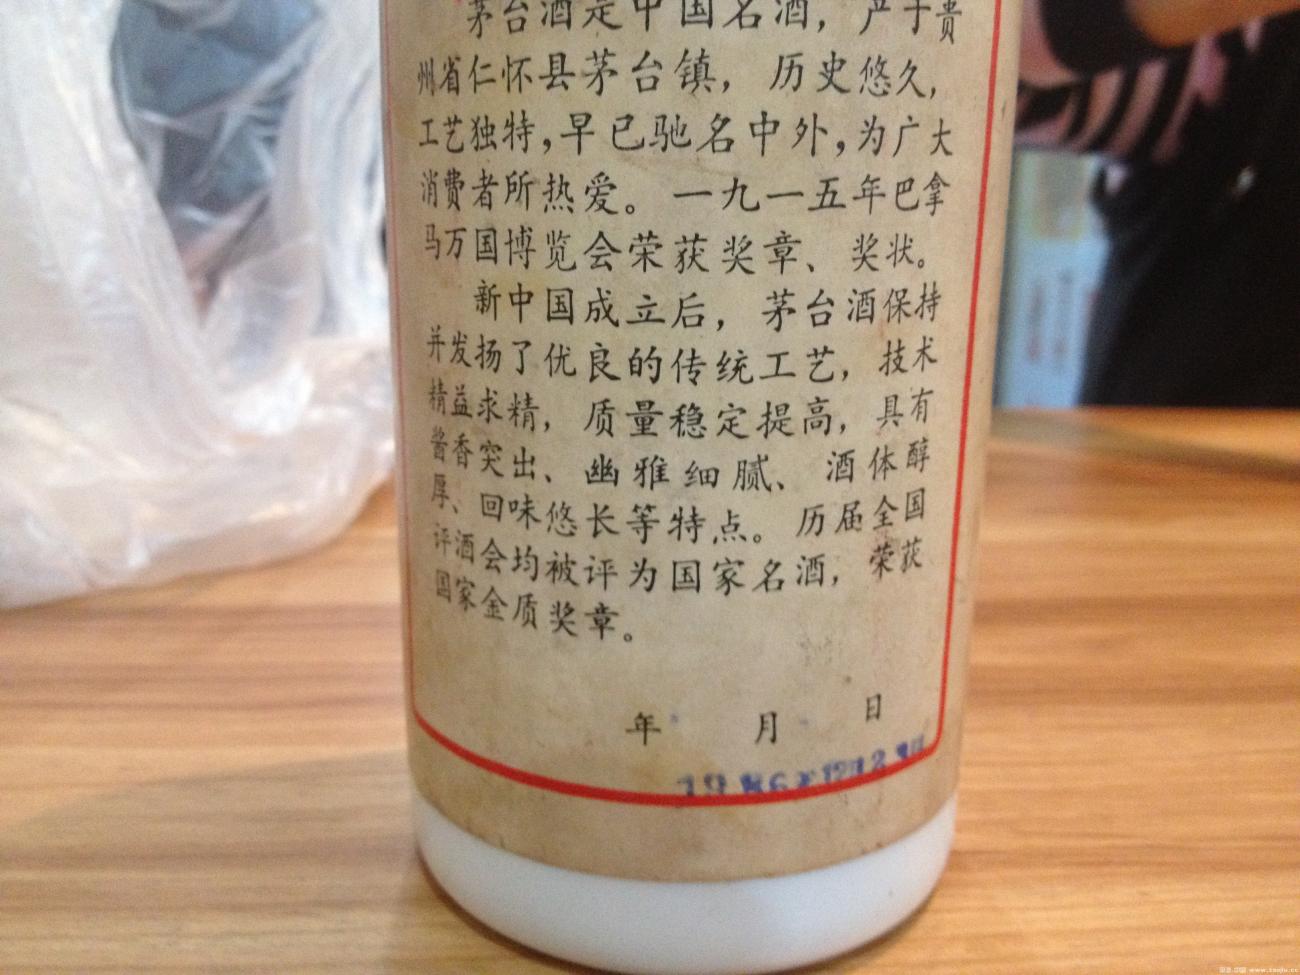 茅台酒是中国名酒，产于贵
州省仁怀县茅台镇，历史悠久，
工艺独特，早已驰名中外，为广大
消费者所热爱。一九一五年巴拿
马万国博览会荣获奖章、奖状。
新中国成立后，茅台酒保持
并发扬了优良的传统工艺，技术
精益求精，质量稳定提高，具有
酱香突出、幽雅细腻、酒体醇
厚、回味悠长等特点。历届全国
评酒会均被评为国家名酒，荣获
国家金质奖章。
年 月 日